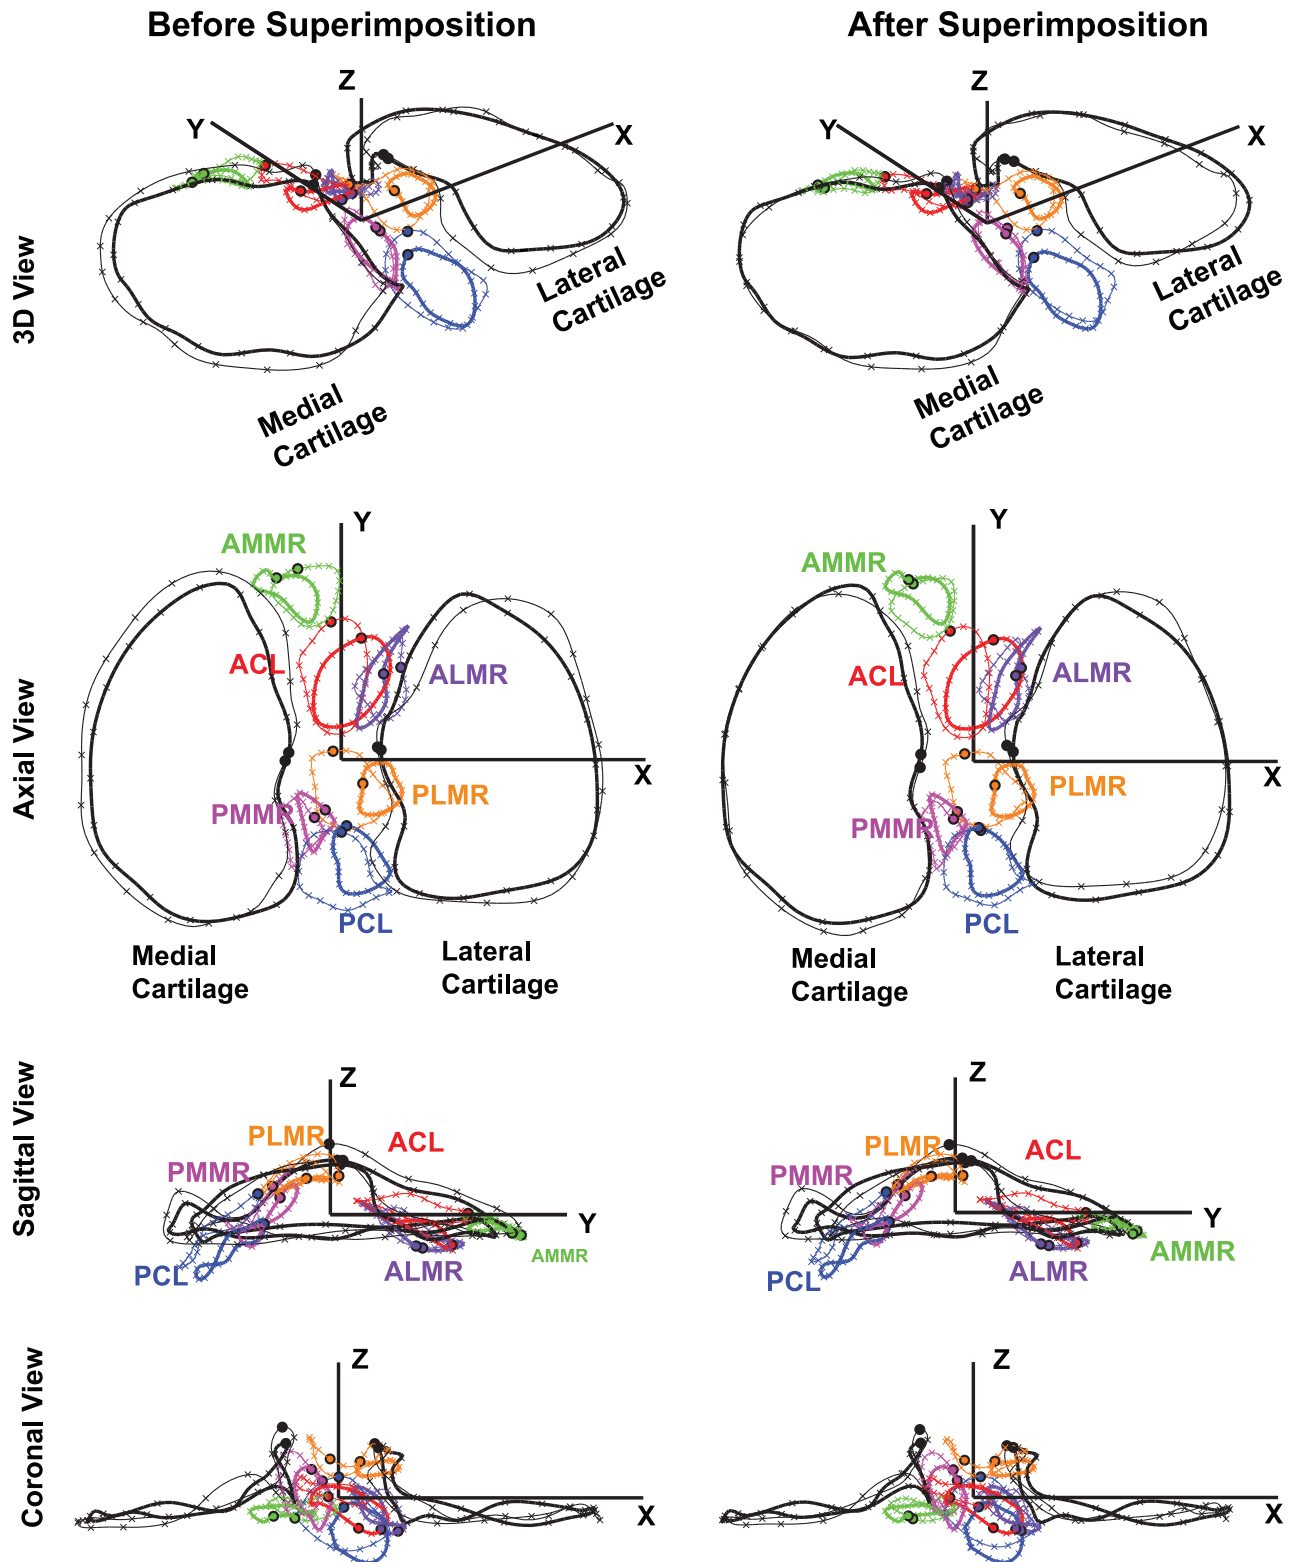 Before Superimposition
After Superimposition
3D View
Z
Y
X
Lateral
Cartilage
Medial
Cartilage
Z
Y
X
Lateral
Cartilage
Medial
Cartilage
Axial View
Y
AMMR
ACL
ALMR
X
PLMR
PMMR
PCL
Medial
Cartilage
Lateral
Cartilage
Y
AMMR
ACL
ALMR
X
PLMR
PMMR
PCL
Medial
Cartilage
Lateral
Cartilage
Sagittal View
Z
PLMR
ACL
PMMR
Y
AMMR
PCL
ALMR
Z
PLMR
ACL
PMMR
Y
AMMR
PCL
ALMR
Coronal View
Z
X
Z
X